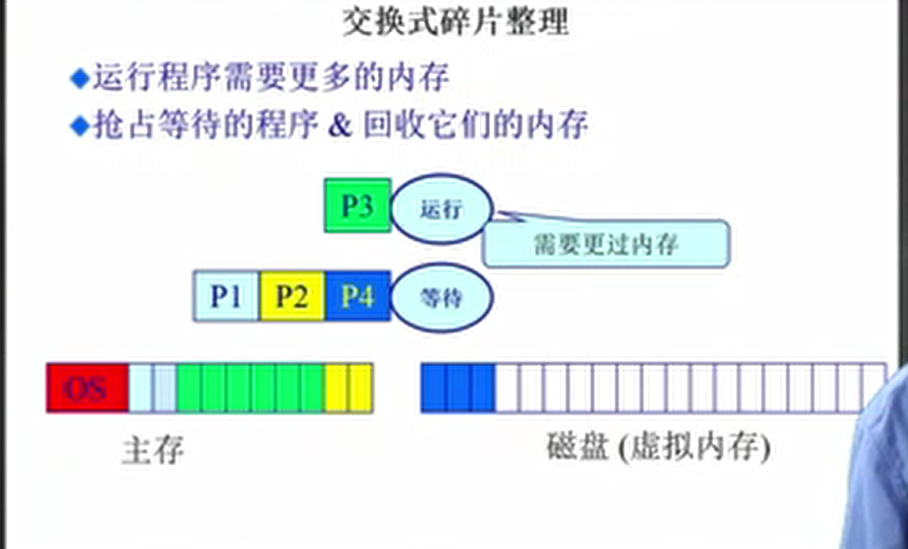 交换式碎片整理
运行程序需要更多的内存
抢占等待的程序 & 回收它们的内存
P3 运行
需要更过内存
P1 P2 P4 等待
OS
主存 磁盘 (虚拟内存)